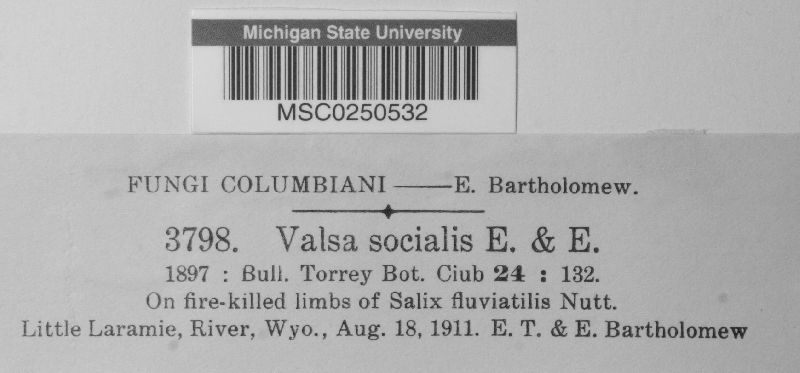 Michigan State University
MSC0250532
FUNGI COLUMBIANI — E. Bartholomew.
3798. Valsa socialis E. & E.
1897 : Bull. Torrey Bot. Ciub 24 : 132.
On fire-killed limbs of Salix fluviatilis Nutt.
Little Laramie, River, Wyo., Aug. 18, 1911. E. T. & E. Bartholomew